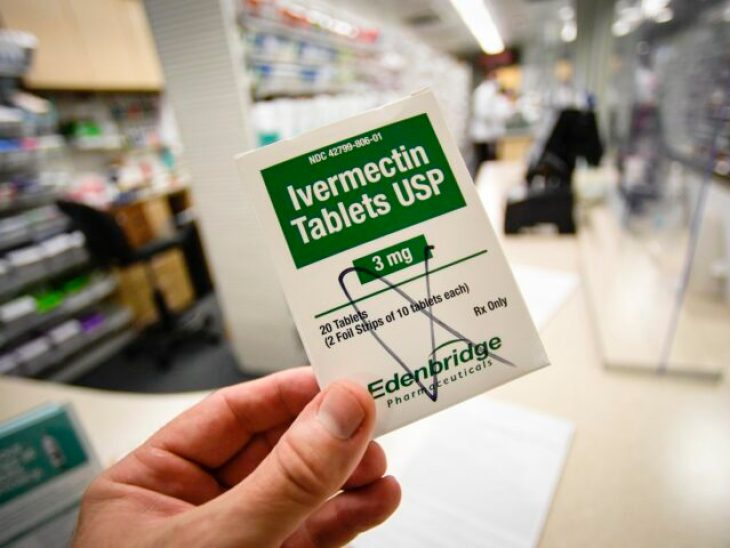 NDC 42799-806-01
Ivermectin
Tablets USP
3 mg
20 Tablets
(2 Foil Strips of 10 tablets each)
Rx Only
Edenbridge
Pharmaceuticals